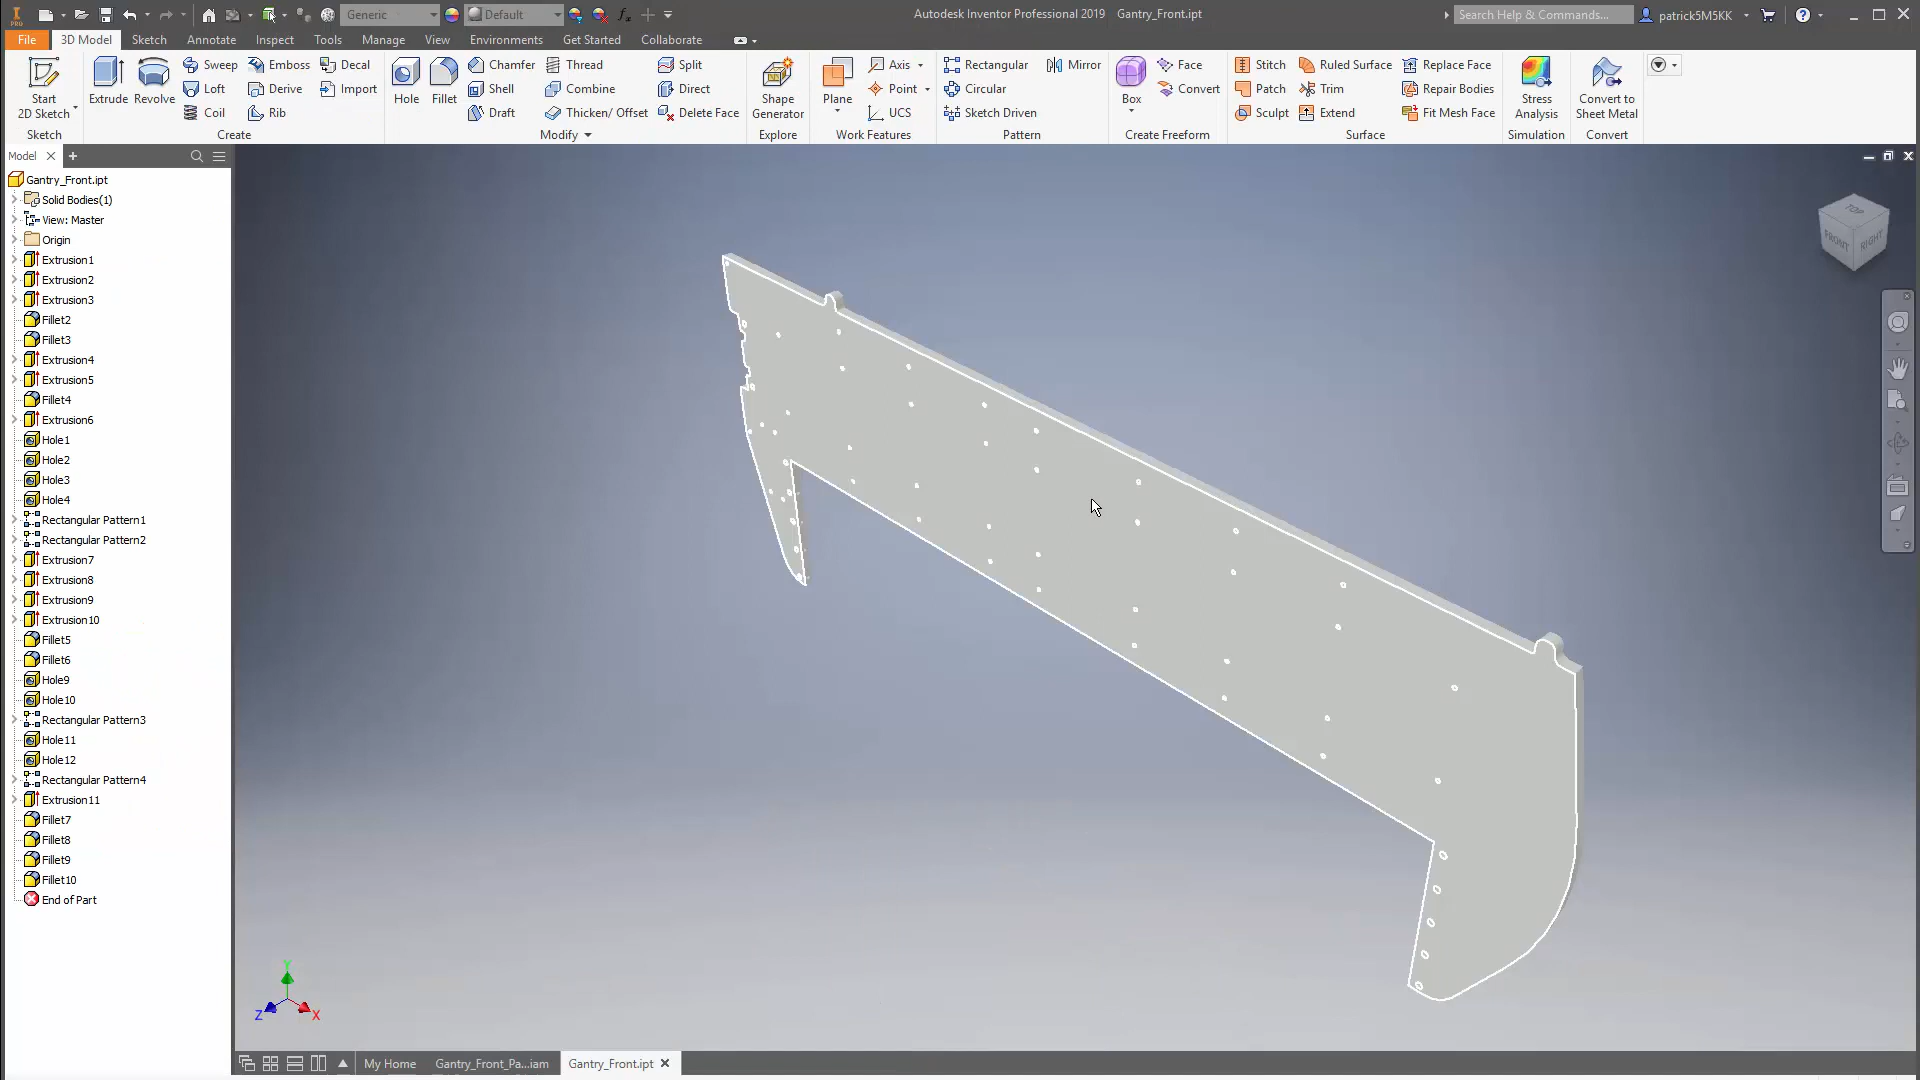 PRO Generic Default fx Autodesk Inventor Professional 2019 Gantry_Front.ipt Search Help & Commands... patrick5M5KK
File 3D Model Sketch Annotate Inspect Tools Manage View Environments Get Started Collaborate
Start 2D Sketch
Sketch
Extrude Revolve Sweep Emboss Decal
Loft Derive Import
Coil Rib
Create
Hole Fillet Chamfer Thread Split
Shell Combine Direct
Draft Thicken/ Offset Delete Face
Modify
Shape Generator
Explore
Plane Axis
Point
UCS
Work Features
Rectangular Mirror
Circular
Sketch Driven
Pattern
Box Face
Convert
Create Freeform
Stitch Ruled Surface Replace Face
Patch Trim Repair Bodies
Sculpt Extend Fit Mesh Face
Surface
Stress Analysis
Simulation
Convert to Sheet Metal
Convert
Model
Gantry_Front.ipt
Solid Bodies(1)
View: Master
Origin
Extrusion1
Extrusion2
Extrusion3
Fillet2
Fillet3
Extrusion4
Extrusion5
Fillet4
Extrusion6
Hole1
Hole2
Hole3
Hole4
Rectangular Pattern1
Rectangular Pattern2
Extrusion7
Extrusion8
Extrusion9
Extrusion10
Fillet5
Fillet6
Hole9
Hole10
Rectangular Pattern3
Hole11
Hole12
Rectangular Pattern4
Extrusion11
Fillet7
Fillet8
Fillet9
Fillet10
End of Part
TOP
FRONT RIGHT
Y
Z X
My Home Gantry_Front_Pa...iam Gantry_Front.ipt